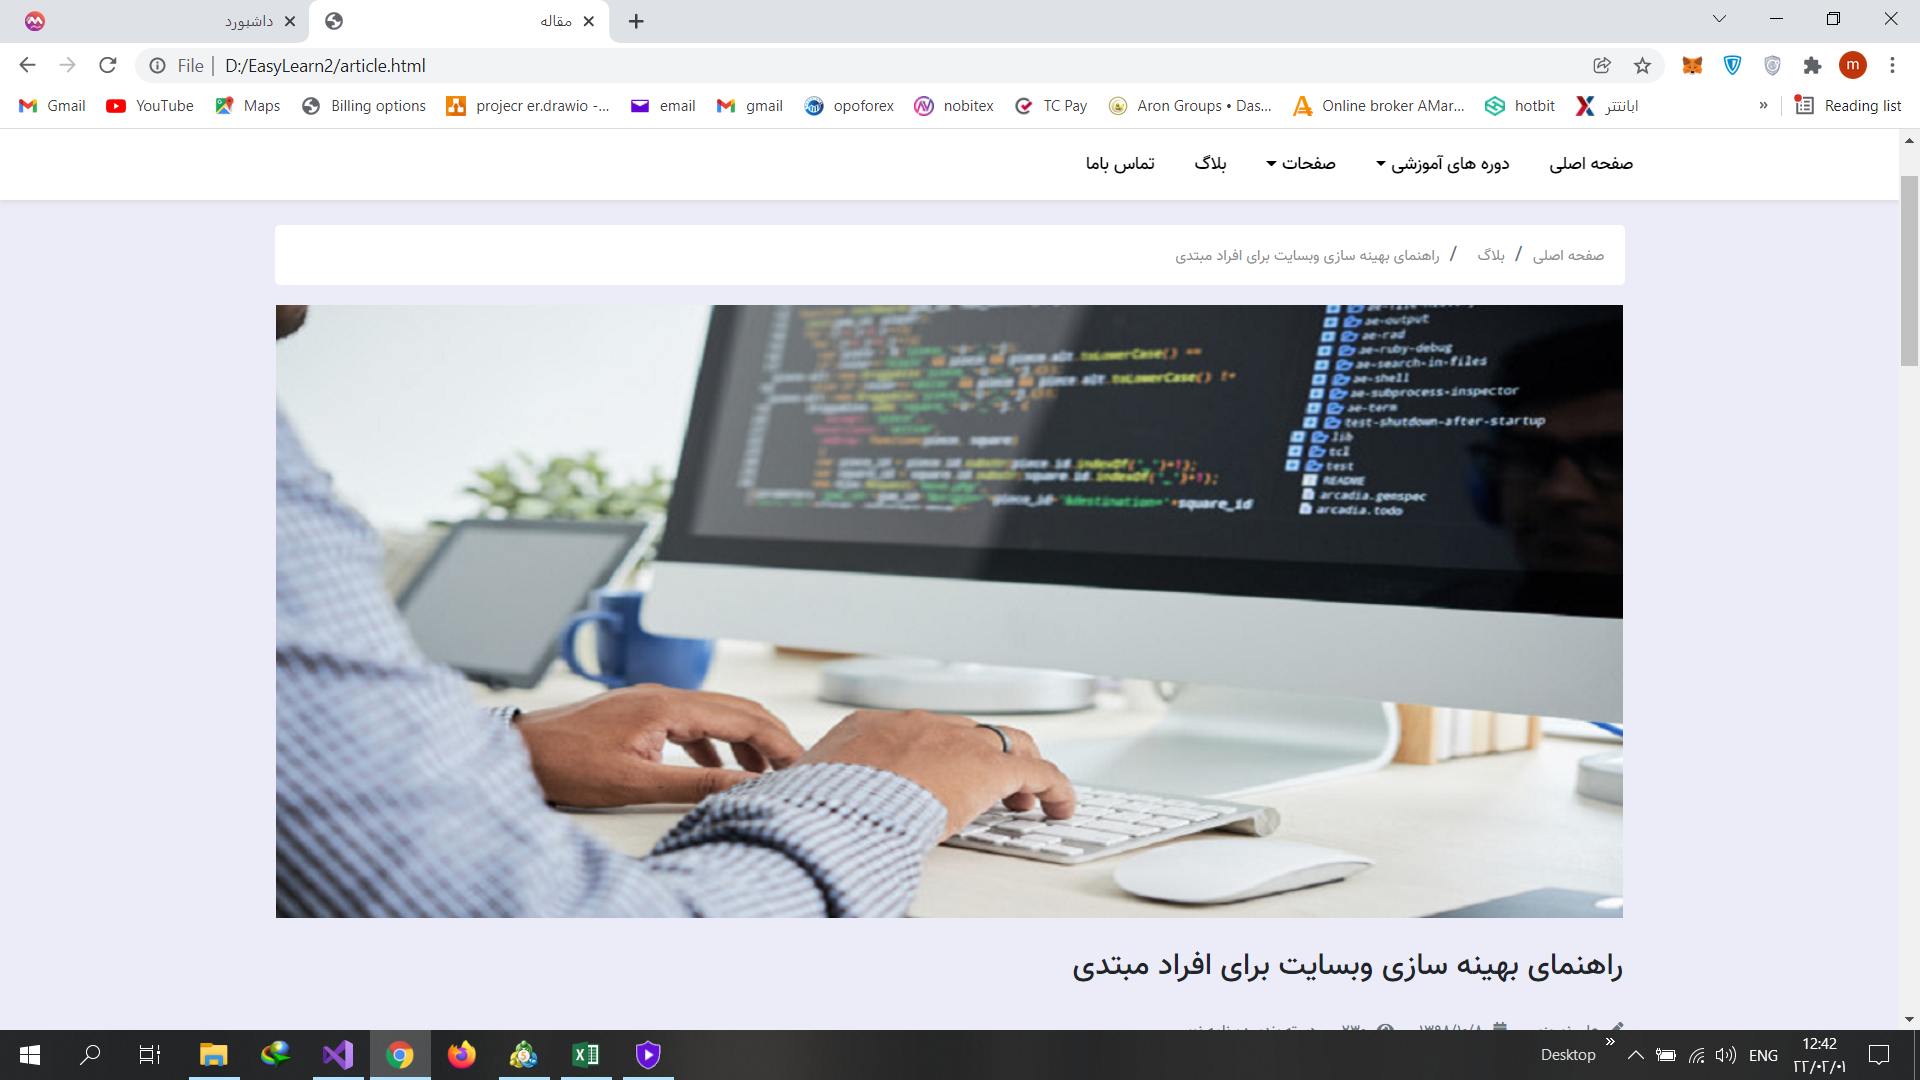 داشبورد
مقاله
File | D:/EasyLearn2/article.html
m
Gmail
YouTube
Maps
Billing options
projecr er.drawio -...
email
gmail
opoforex
nobitex
TC Pay
Aron Groups • Das...
Online broker AMar...
hotbit
ابانتتر
»
Reading list
صفحه اصلی
دوره های آموزشی
صفحات
بلاگ
تماس باما
صفحه اصلی / بلاگ / راهنمای بهینه سازی وبسایت برای افراد مبتدی
ae-output
ae-rad
ae-ruby-debug
ae-search-in-files
ae-shell
ae-subprocess-inspector
ae-term
test-shutdown-after-startup
lib
tcl
test
README
arcadia.gemspec
arcadia.todo
راهنمای بهینه سازی وبسایت برای افراد مبتدی
Desktop
»
ENG
12:42
۲۲/۰۲/۰۱